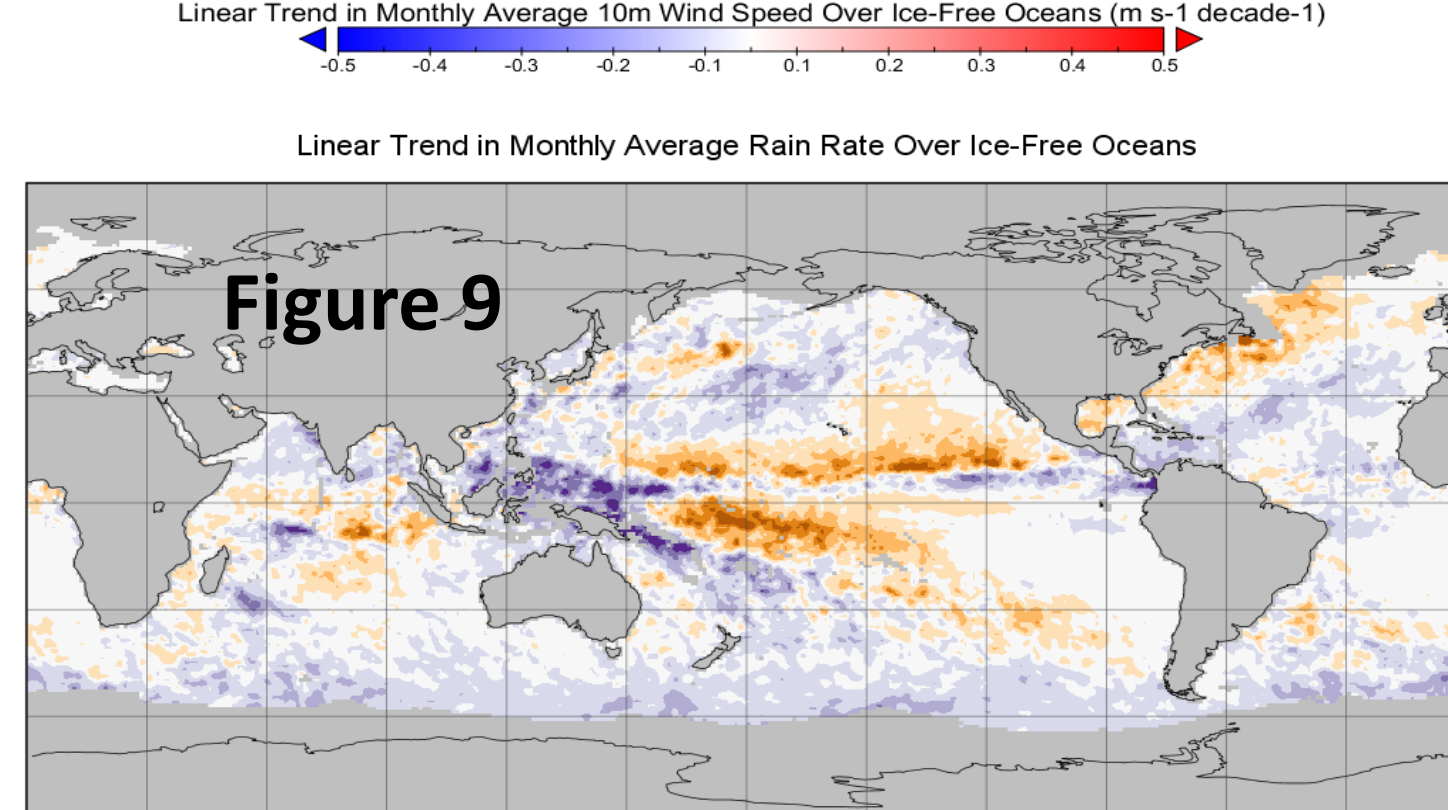 Linear Trend in Monthly Average 10m Wind Speed Over Ice-Free Oceans (m s-1 decade-1)
-0.5 -0.4 -0.3 -0.2 -0.1 0.1 0.2 0.3 0.4 0.5
Linear Trend in Monthly Average Rain Rate Over Ice-Free Oceans
Figure 9